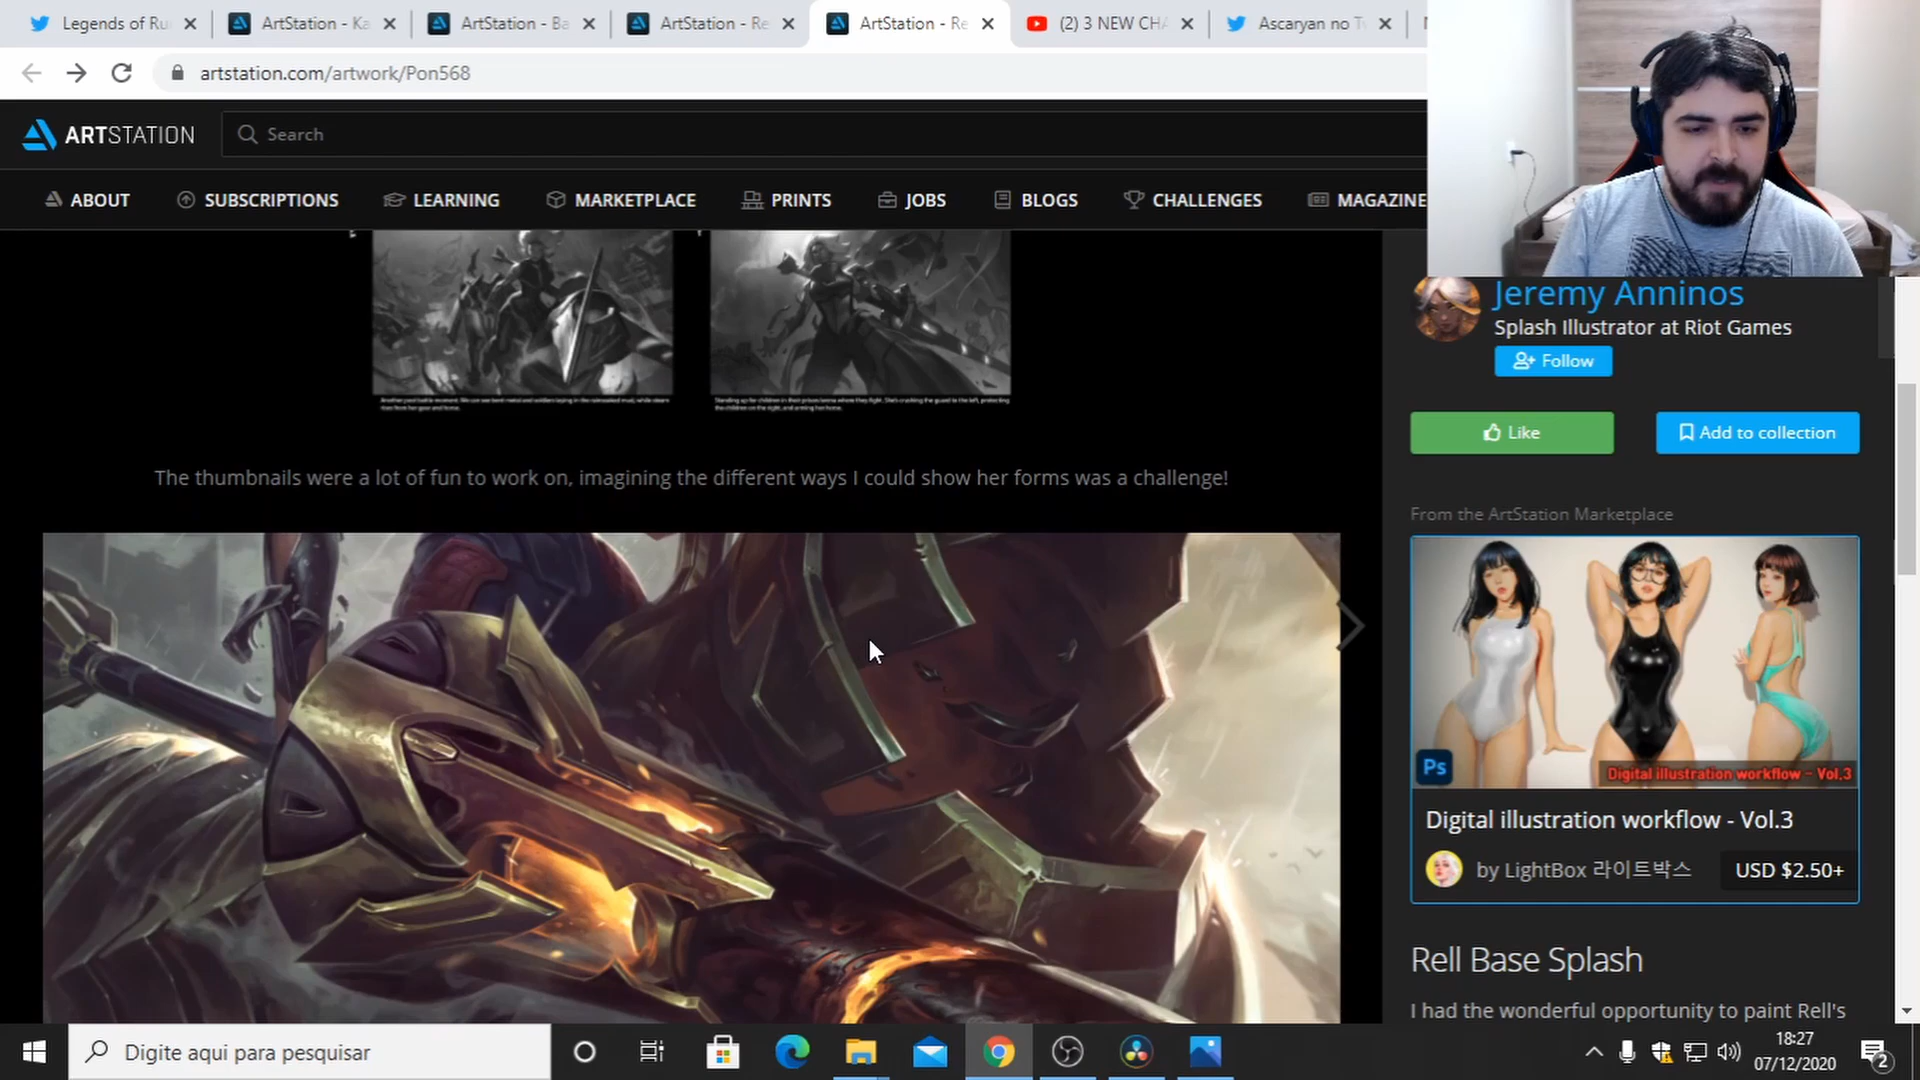 Legends of Ru
ArtStation - Ka
ArtStation - Ba
ArtStation - Re
ArtStation - Re
(2) 3 NEW CHA
Ascaryan no Tw
artstation.com/artwork/Pon568
ARTSTATION
Search
ABOUT
SUBSCRIPTIONS
LEARNING
MARKETPLACE
PRINTS
JOBS
BLOGS
CHALLENGES
MAGAZINE
Jeremy Anninos
Splash Illustrator at Riot Games
Follow
Like
Add to collection
The thumbnails were a lot of fun to work on, imagining the different ways I could show her forms was a challenge!
From the ArtStation Marketplace
Ps
Digital illustration workflow - Vol.3
Digital illustration workflow - Vol.3
by LightBox 라이트박스
USD $2.50+
Rell Base Splash
I had the wonderful opportunity to paint Rell's
Digite aqui para pesquisar
18:27
07/12/2020
2